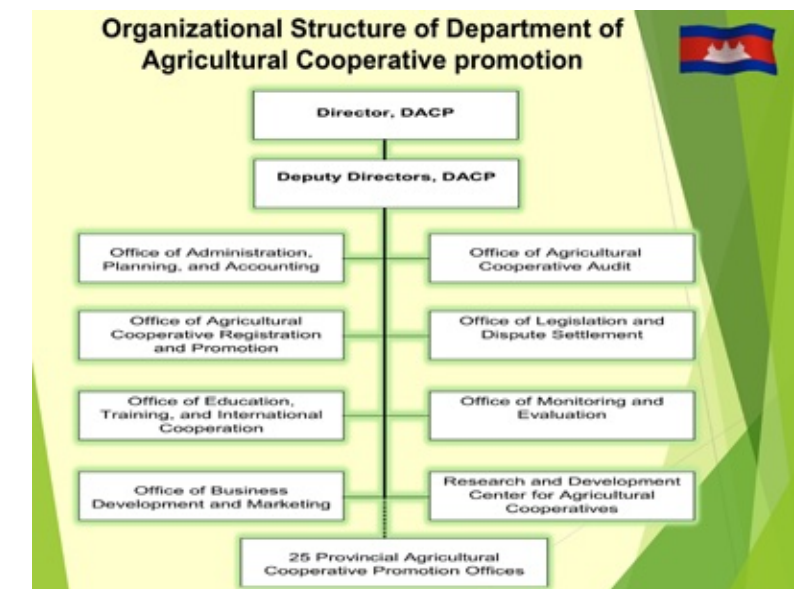 Organizational Structure of Department of
Agricultural Cooperative promotion
Director, DACP
Deputy Directors, DACP
Office of Administration,
Planning, and Accounting
Office of Agricultural
Cooperative Audit
Office of Agricultural
Cooperative Registration
and Promotion
Office of Legislation and
Dispute Settlement
Office of Education,
Training, and International
Cooperation
Office of Monitoring and
Evaluation
Office of Business
Development and Marketing
Research and Development
Center for Agricultural
Cooperatives
25 Provincial Agricultural
Cooperative Promotion Offices